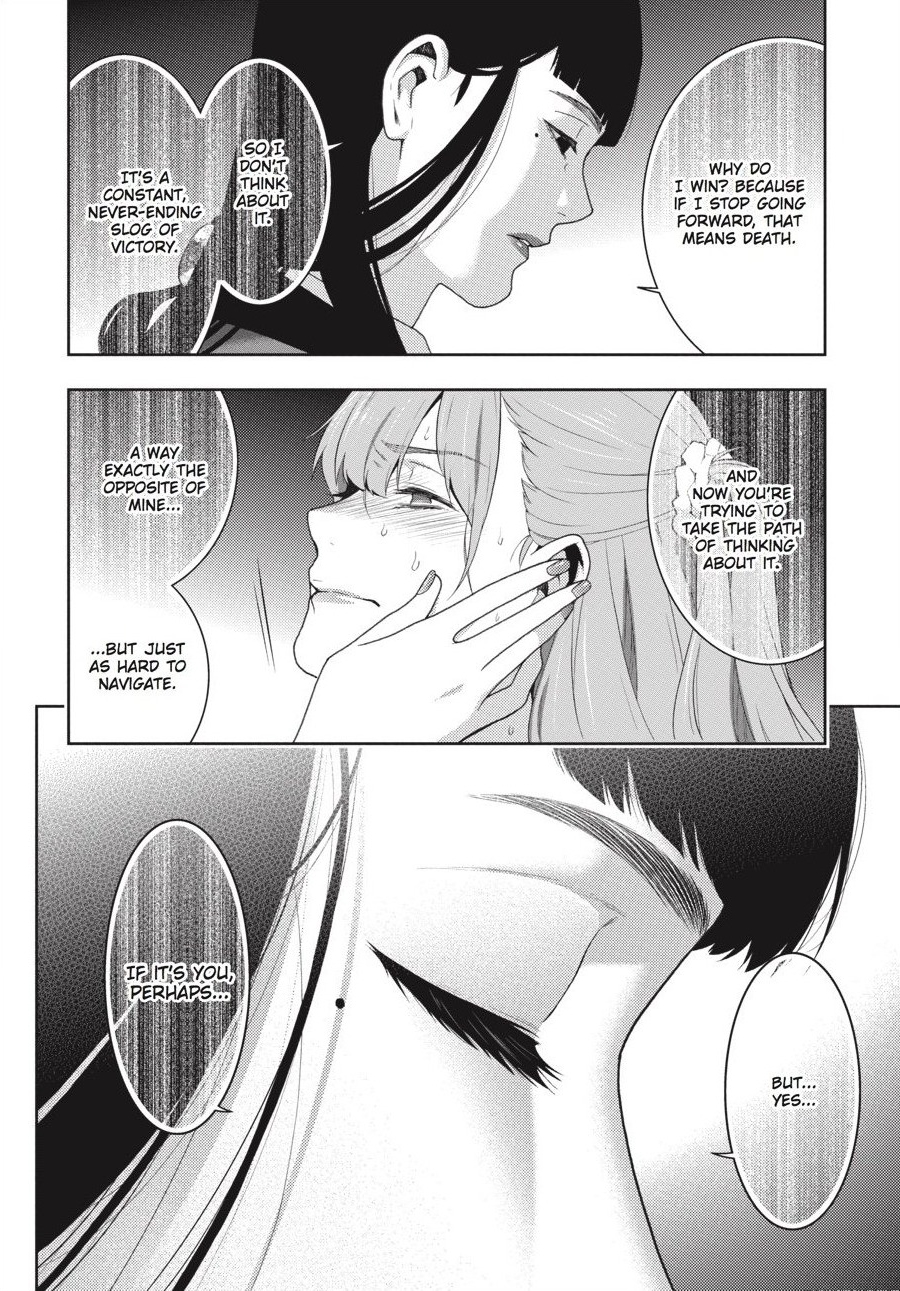 WHY DO
I WIN? BECAUSE
IF I STOP GOING
FORWARD, THAT
MEANS DEATH.
SO I
DON'T
THINK
ABOUT
IT.
IT'S A
CONSTANT,
NEVER-ENDING
SLOG OF
VICTORY.
AND
NOW YOU'RE
TRYING TO
TAKE THE PATH
OF THINKING
ABOUT IT.
A WAY
EXACTLY THE
OPPOSITE OF
MINE...
...BUT JUST
AS HARD TO
NAVIGATE.
BUT...
YES...
IF IT'S YOU,
PERHAPS...